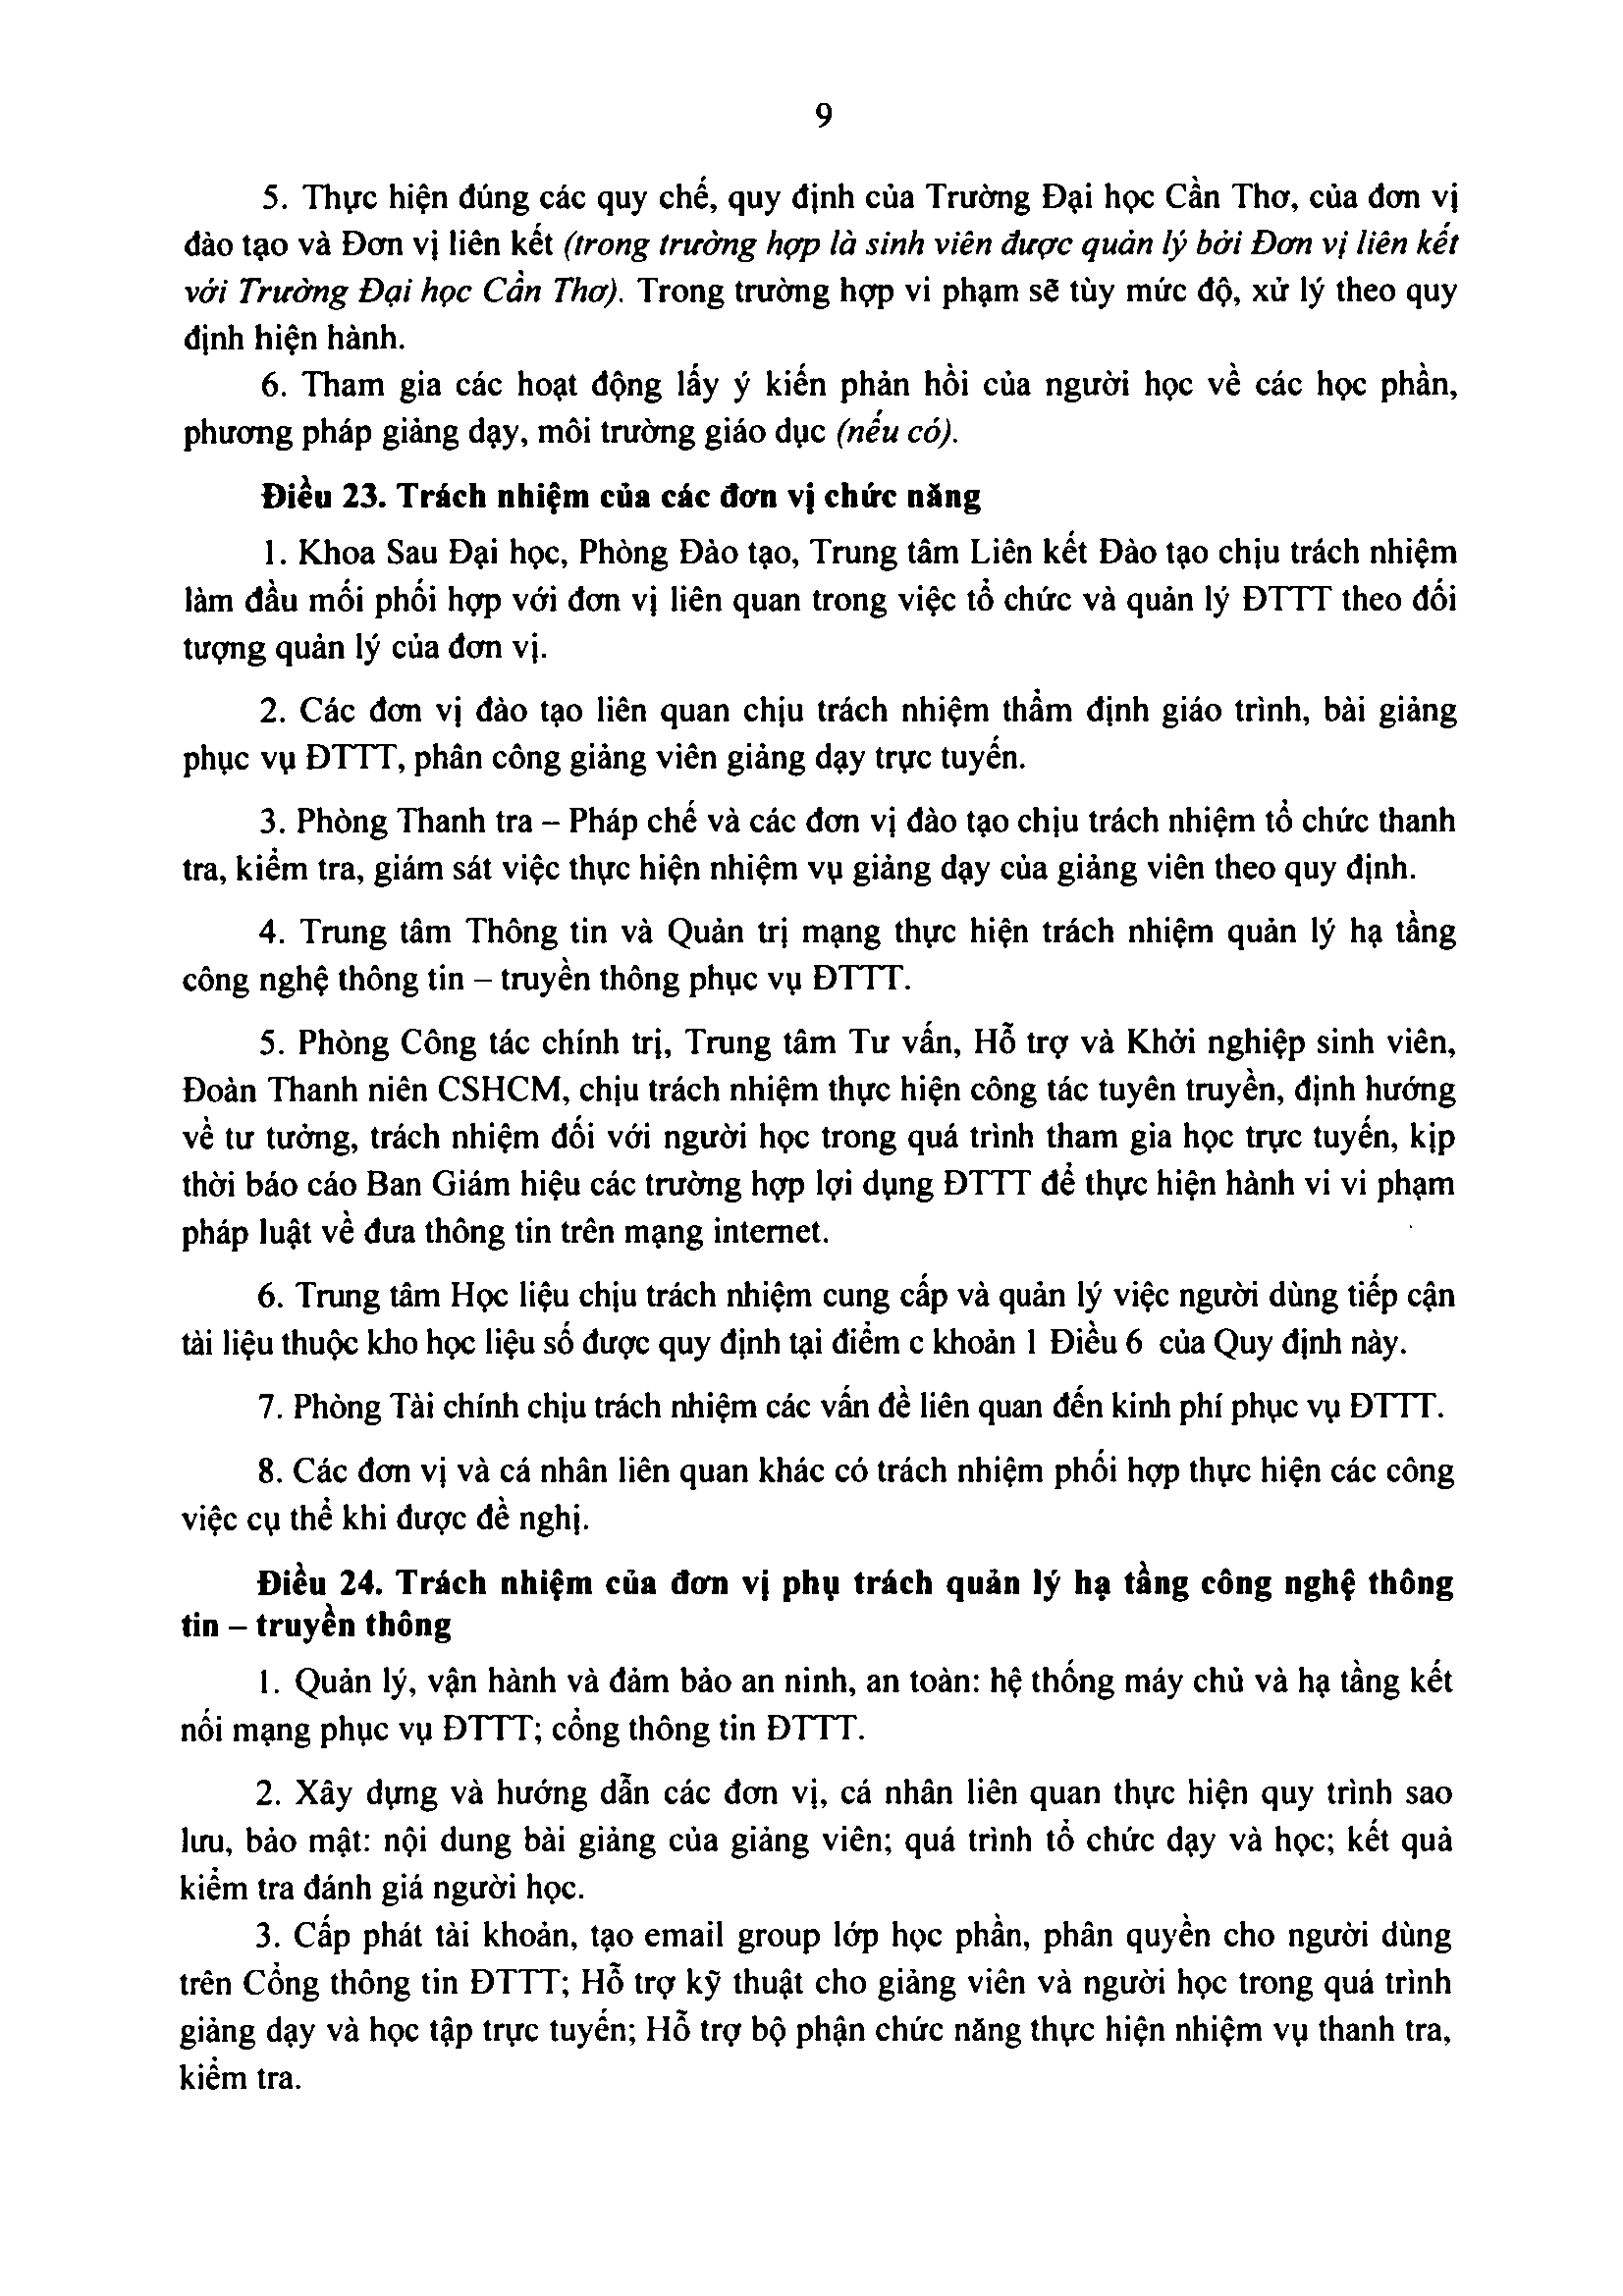 9
5. Thực hiện đúng các quy chế, quy định của Trường Đại học Cần Thơ, của đơn vị
đào tạo và Đơn vị liên kết (trong trường hợp là sinh viên được quản lý bởi Đơn vị liên kết
với Trường Đại học Cần Thơ). Trong trường hợp vi phạm sẽ tùy mức độ, xử lý theo quy
định hiện hành.
6. Tham gia các hoạt động lấy ý kiến phản hồi của người học về các học phần,
phương pháp giảng dạy, môi trường giáo dục (nếu có).
Điều 23. Trách nhiệm của các đơn vị chức năng
1. Khoa Sau Đại học, Phòng Đào tạo, Trung tâm Liên kết Đào tạo chịu trách nhiệm
làm đầu mối phối hợp với đơn vị liên quan trong việc tổ chức và quản lý ĐTTT theo đối
tượng quản lý của đơn vị.
2. Các đơn vị đào tạo liên quan chịu trách nhiệm thẩm định giáo trình, bài giảng
phục vụ ĐTTT, phân công giảng viên giảng dạy trực tuyến.
3. Phòng Thanh tra – Pháp chế và các đơn vị đào tạo chịu trách nhiệm tổ chức thanh
tra, kiểm tra, giám sát việc thực hiện nhiệm vụ giảng dạy của giảng viên theo quy định.
4. Trung tâm Thông tin và Quản trị mạng thực hiện trách nhiệm quản lý hạ tầng
công nghệ thông tin – truyền thông phục vụ ĐTTT.
5. Phòng Công tác chính trị, Trung tâm Tư vấn, Hỗ trợ và Khởi nghiệp sinh viên,
Đoàn Thanh niên CSHCM, chịu trách nhiệm thực hiện công tác tuyên truyền, định hướng
về tư tưởng, trách nhiệm đối với người học trong quá trình tham gia học trực tuyến, kịp
thời báo cáo Ban Giám hiệu các trường hợp lợi dụng ĐTTT để thực hiện hành vi vi phạm
pháp luật về đưa thông tin trên mạng internet.
6. Trung tâm Học liệu chịu trách nhiệm cung cấp và quản lý việc người dùng tiếp cận
tài liệu thuộc kho học liệu số được quy định tại điểm c khoản 1 Điều 6 của Quy định này.
7. Phòng Tài chính chịu trách nhiệm các vấn đề liên quan đến kinh phí phục vụ ĐTTT.
8. Các đơn vị và cá nhân liên quan khác có trách nhiệm phối hợp thực hiện các công
việc cụ thể khi được đề nghị.
Điều 24. Trách nhiệm của đơn vị phụ trách quản lý hạ tầng công nghệ thông
tin – truyền thông
1. Quản lý, vận hành và đảm bảo an ninh, an toàn: hệ thống máy chủ và hạ tầng kết
nối mạng phục vụ ĐTTT; cổng thông tin ĐTTT.
2. Xây dựng và hướng dẫn các đơn vị, cá nhân liên quan thực hiện quy trình sao
lưu, bảo mật: nội dung bài giảng của giảng viên; quá trình tổ chức dạy và học; kết quả
kiểm tra đánh giá người học.
3. Cấp phát tài khoản, tạo email group lớp học phần, phân quyền cho người dùng
trên Cổng thông tin ĐTTT; Hỗ trợ kỹ thuật cho giảng viên và người học trong quá trình
giảng dạy và học tập trực tuyến; Hỗ trợ bộ phận chức năng thực hiện nhiệm vụ thanh tra,
kiểm tra.